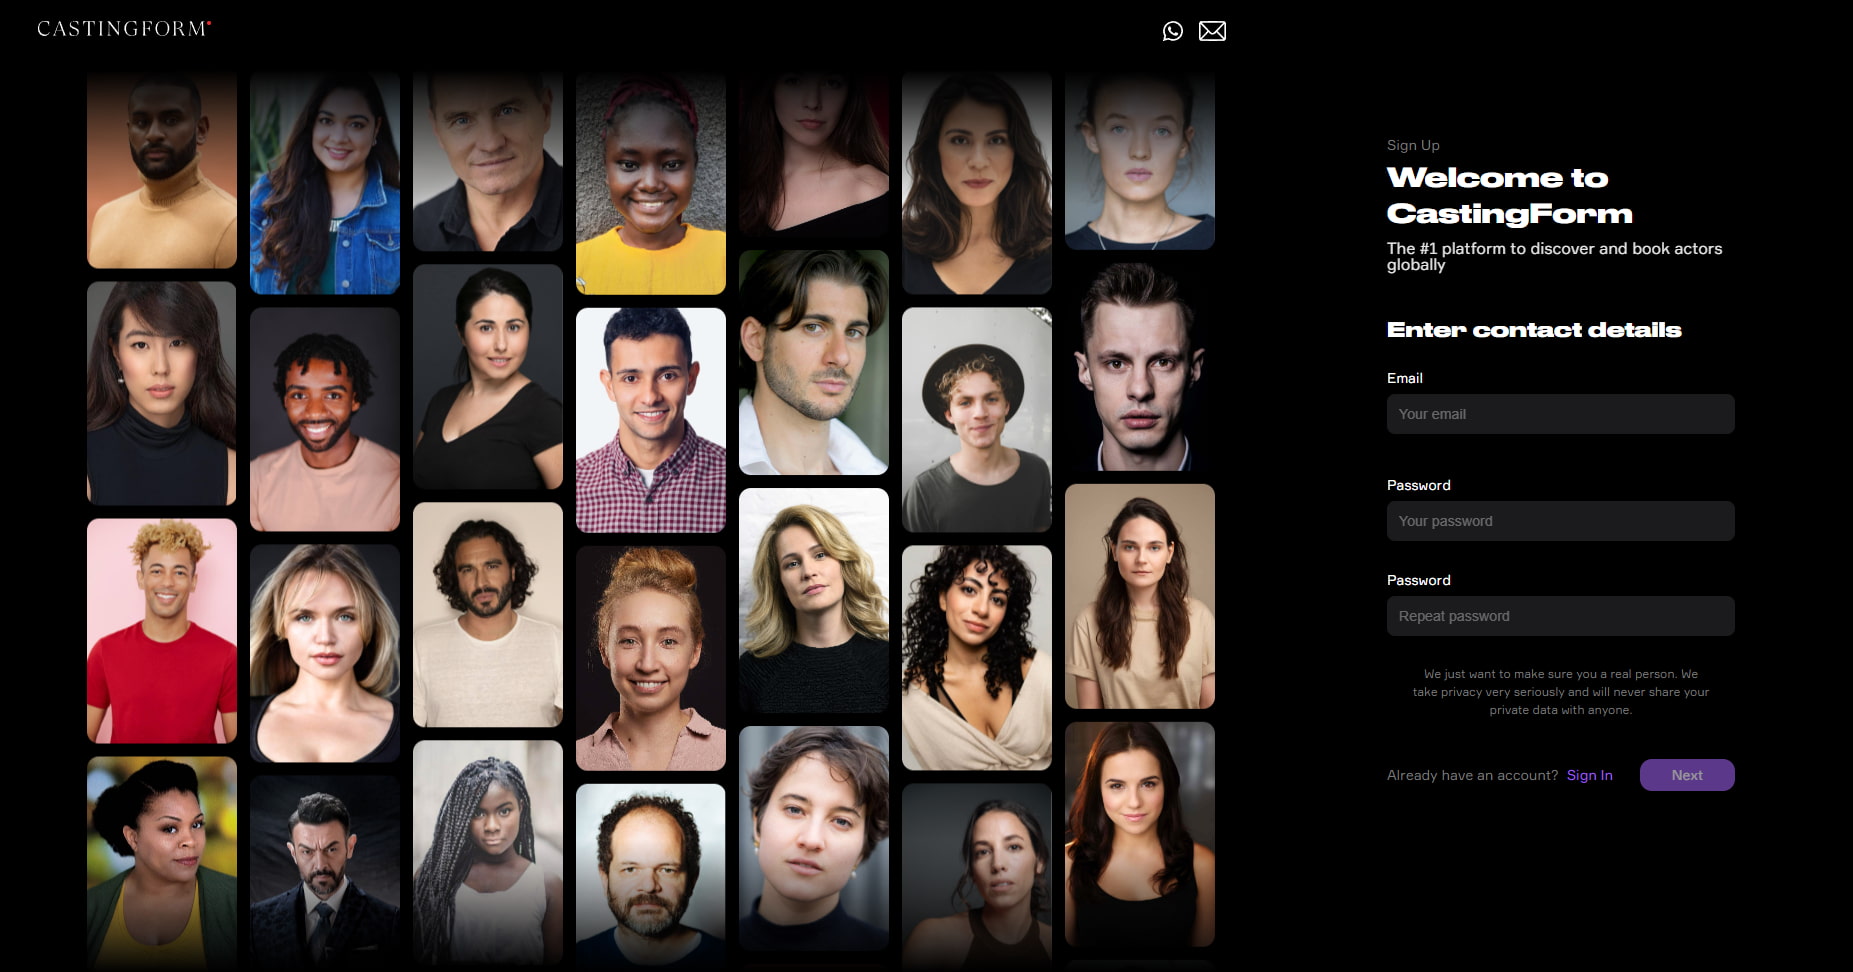 CASTINGFORM
Sign Up
Welcome to
CastingForm
The #1 platform to discover and book actors
globally
Enter contact details
Email
Your email
Password
Your password
Password
Repeat password
We just want to make sure you a real person. We
take privacy very seriously and will never share your
private data with anyone.
Already have an account? Sign In
Next